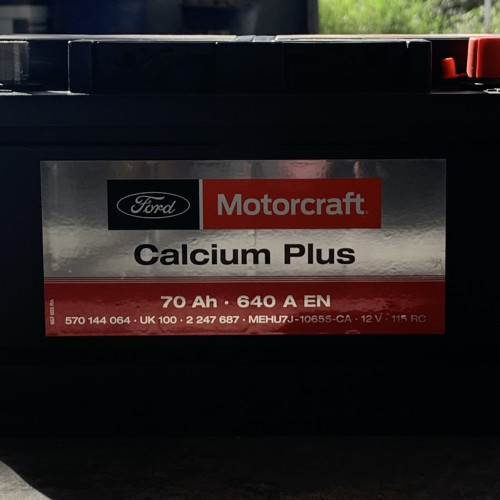 Ford Motorcraft
Calcium Plus
70 Ah · 640 A EN
570 144 064 · UK 100 · 2 247 687 · MEHU7J-10655-CA · 12 V · 115 RC